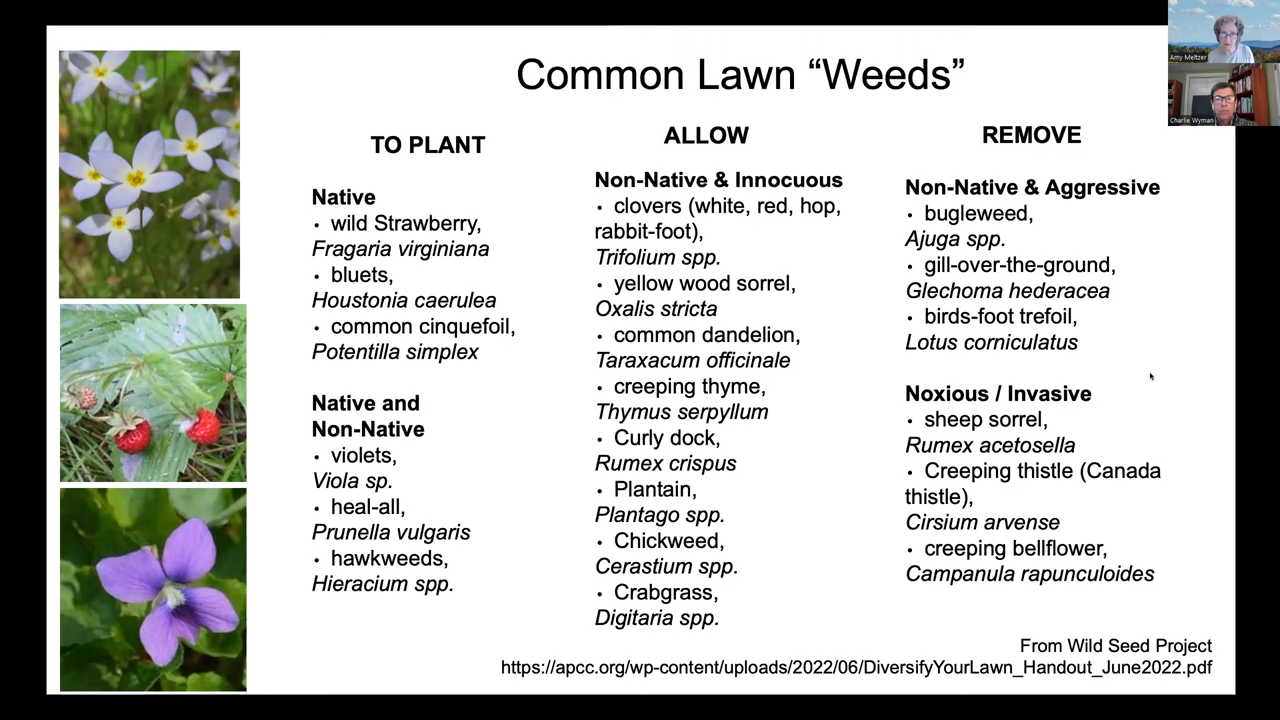 Common Lawn “Weeds”
TO PLANT
Native
• wild Strawberry,
Fragaria virginiana
• bluets,
Houstonia caerulea
• common cinquefoil,
Potentilla simplex
Native and
Non-Native
• violets,
Viola sp.
• heal-all,
Prunella vulgaris
• hawkweeds,
Hieracium spp.
ALLOW
Non-Native & Innocuous
• clovers (white, red, hop,
rabbit-foot),
Trifolium spp.
• yellow wood sorrel,
Oxalis stricta
• common dandelion,
Taraxacum officinale
• creeping thyme,
Thymus serpyllum
• Curly dock,
Rumex crispus
• Plantain,
Plantago spp.
• Chickweed,
Cerastium spp.
• Crabgrass,
Digitaria spp.
REMOVE
Non-Native & Aggressive
• bugleweed,
Ajuga spp.
• gill-over-the-ground,
Glechoma hederacea
• birds-foot trefoil,
Lotus corniculatus
Noxious / Invasive
• sheep sorrel,
Rumex acetosella
• Creeping thistle (Canada
thistle),
Cirsium arvense
• creeping bellflower,
Campanula rapunculoides
From Wild Seed Project
https://apcc.org/wp-content/uploads/2022/06/DiversifyYourLawn_Handout_June2022.pdf
Amy Meltzer
Charlie Wyman